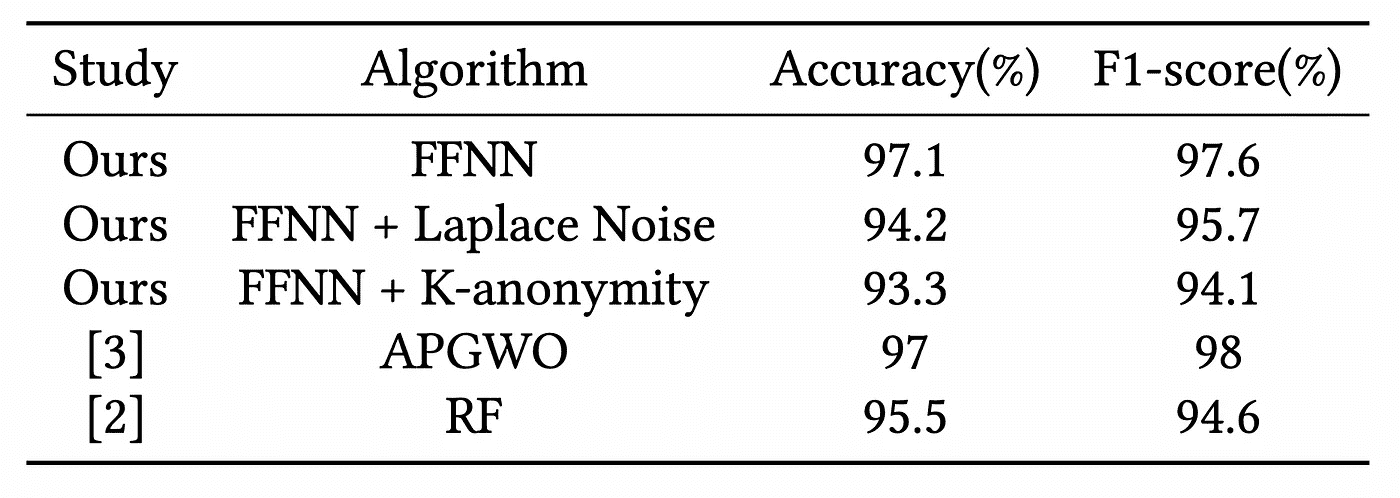 Study Algorithm Accuracy(%) F1-score(%)
Ours FFNN 97.1 97.6
Ours FFNN + Laplace Noise 94.2 95.7
Ours FFNN + K-anonymity 93.3 94.1
[3] APGWO 97 98
[2] RF 95.5 94.6